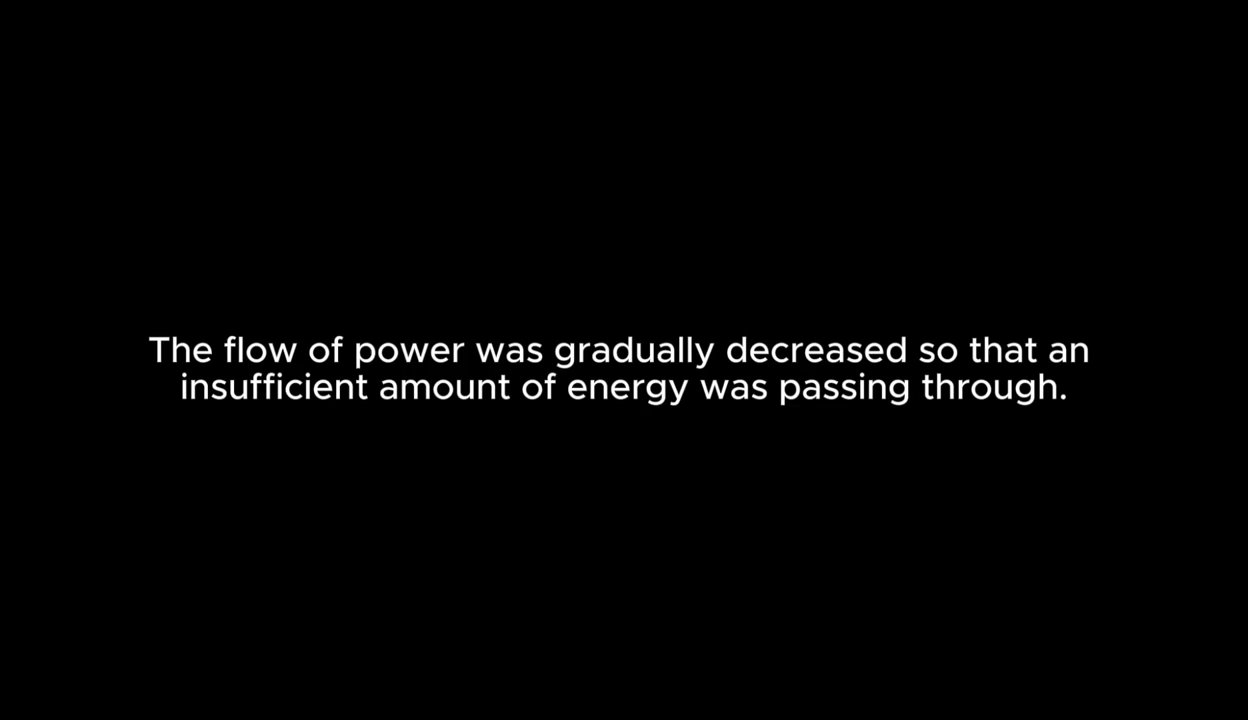 The flow of power was gradually decreased so that an
insufficient amount of energy was passing through.